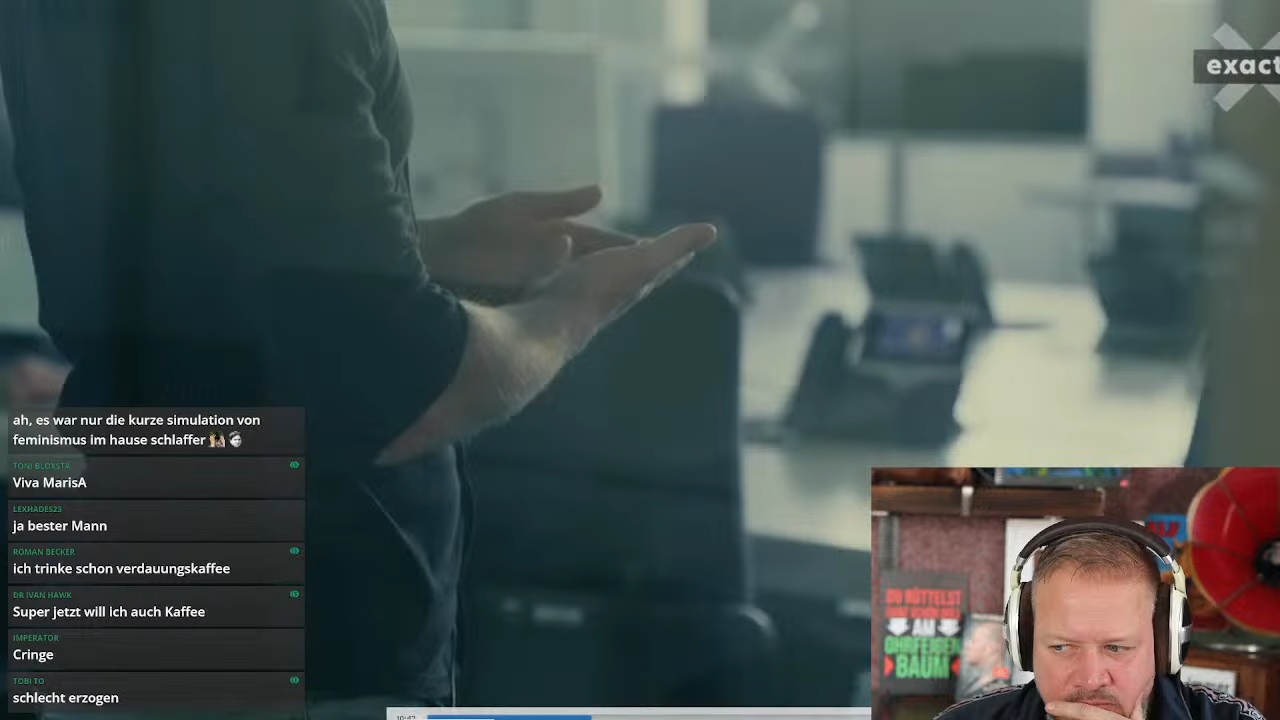 exact
ah, es war nur die kurze simulation von
feminismus im hause schlaffer
TONI BLOXSTA
Viva MarisA
LEXHADES23
ja bester Mann
ROMAN BECKER
ich trinke schon verdauungskaffee
DR IVAN HAWK
Super jetzt will ich auch Kaffee
IMPERATOR
Cringe
TOBI TO
schlecht erzogen
DU RÜTTELST
AM
OHRFEIGEN
BAUM